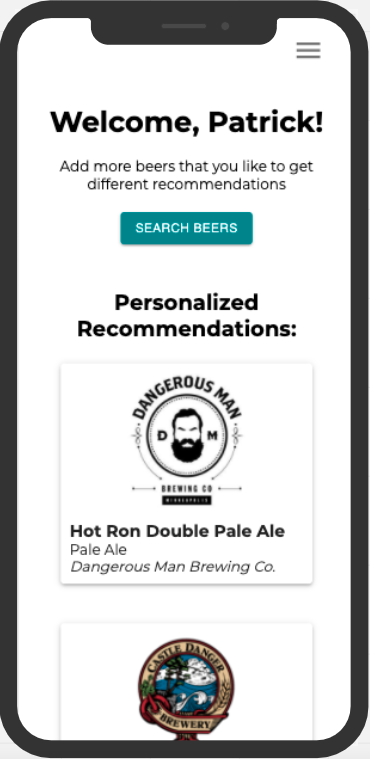 Welcome, Patrick!
Add more beers that you like to get
different recommendations
SEARCH BEERS
Personalized
Recommendations:
DANGEROUS MAN
D M
BREWING CO
MINNEAPOLIS
Hot Ron Double Pale Ale
Pale Ale
Dangerous Man Brewing Co.
CASTLE DANGER
BREWERY